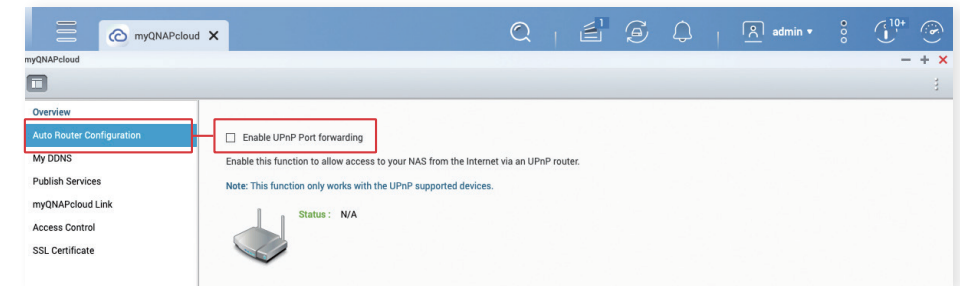 myQNAPcloud X
1
admin
10+
myQNAPcloud
Overview
Auto Router Configuration
Enable UPnP Port forwarding
My DDNS
Enable this function to allow access to your NAS from the Internet via an UPnP router.
Publish Services
Note: This function only works with the UPnP supported devices.
myQNAPcloud Link
Status : N/A
Access Control
SSL Certificate